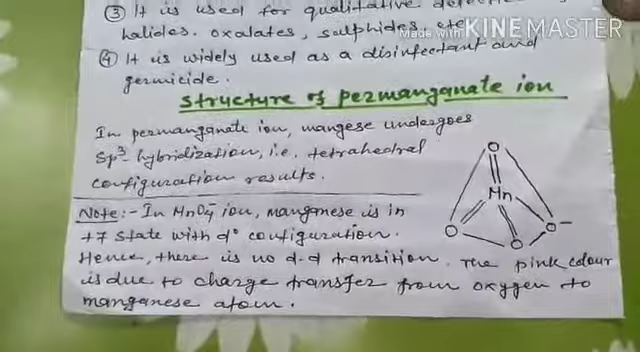 ③ It is used for qualitative
halides, oxalates, sulphides, etc
Made with KINEMASTER
④ It is widely used as a disinfectant and
germicide.
Structure of permanganate ion
In permanganate ion, mangese undergoes
Sp³ hybridization, i.e. tetrahedral
configuration results.
O
Mn
O
O
O⁻
Note:- In MnO₄⁻ ion, manganese is in
+7 state with d° configuration.
Hence, there is no d-d transition. The pink colour
is due to charge transfer from oxygen to
manganese atom.